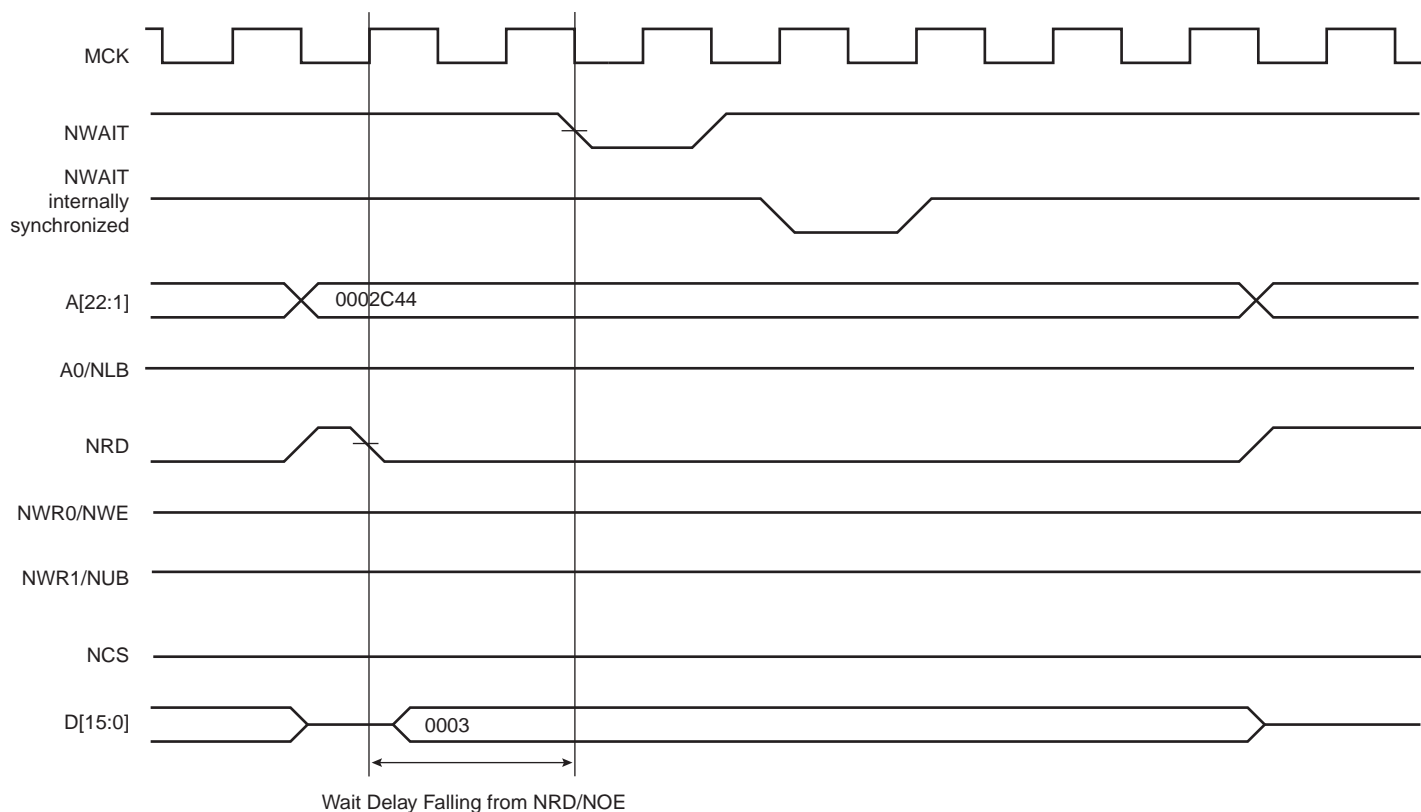 MCK
NWAIT
NWAIT
internally
synchronized
A[22:1]
0002C44
A0/NLB
NRD
NWR0/NWE
NWR1/NUB
NCS
D[15:0]
0003
Wait Delay Falling from NRD/NOE